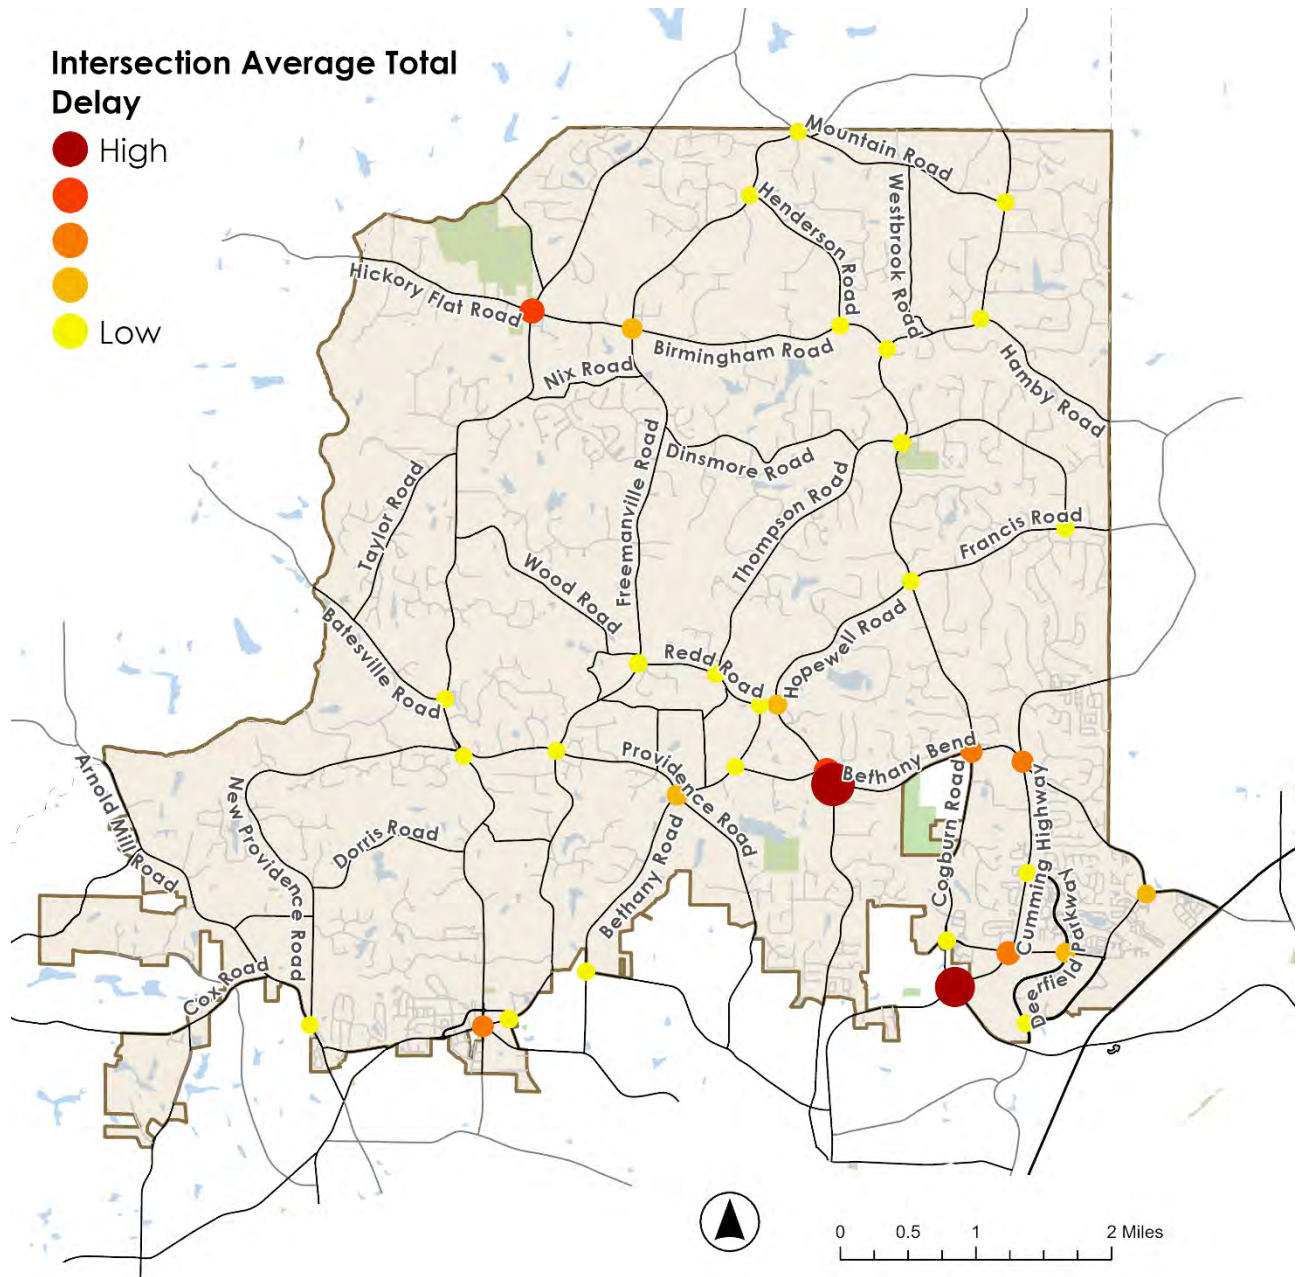 Intersection Average Total
Delay
High
Low
Mountain Road
Henderson Road
Westbrook Road
Hickory Flat Road
Birmingham Road
Nix Road
Hamby Road
Freemanville Road
Dinsmore Road
Taylor Road
Thompson Road
Francis Road
Wood Road
Batesville Road
Redd Road
Hopewell Road
Providence Road
Bethany Bend
Arnold Mill Road
New Providence Road
Dorris Road
Bethany Road
Cogburn Road
Cumming Highway
Deerfield Parkway
Cox Road
0 0.5 1 2 Miles